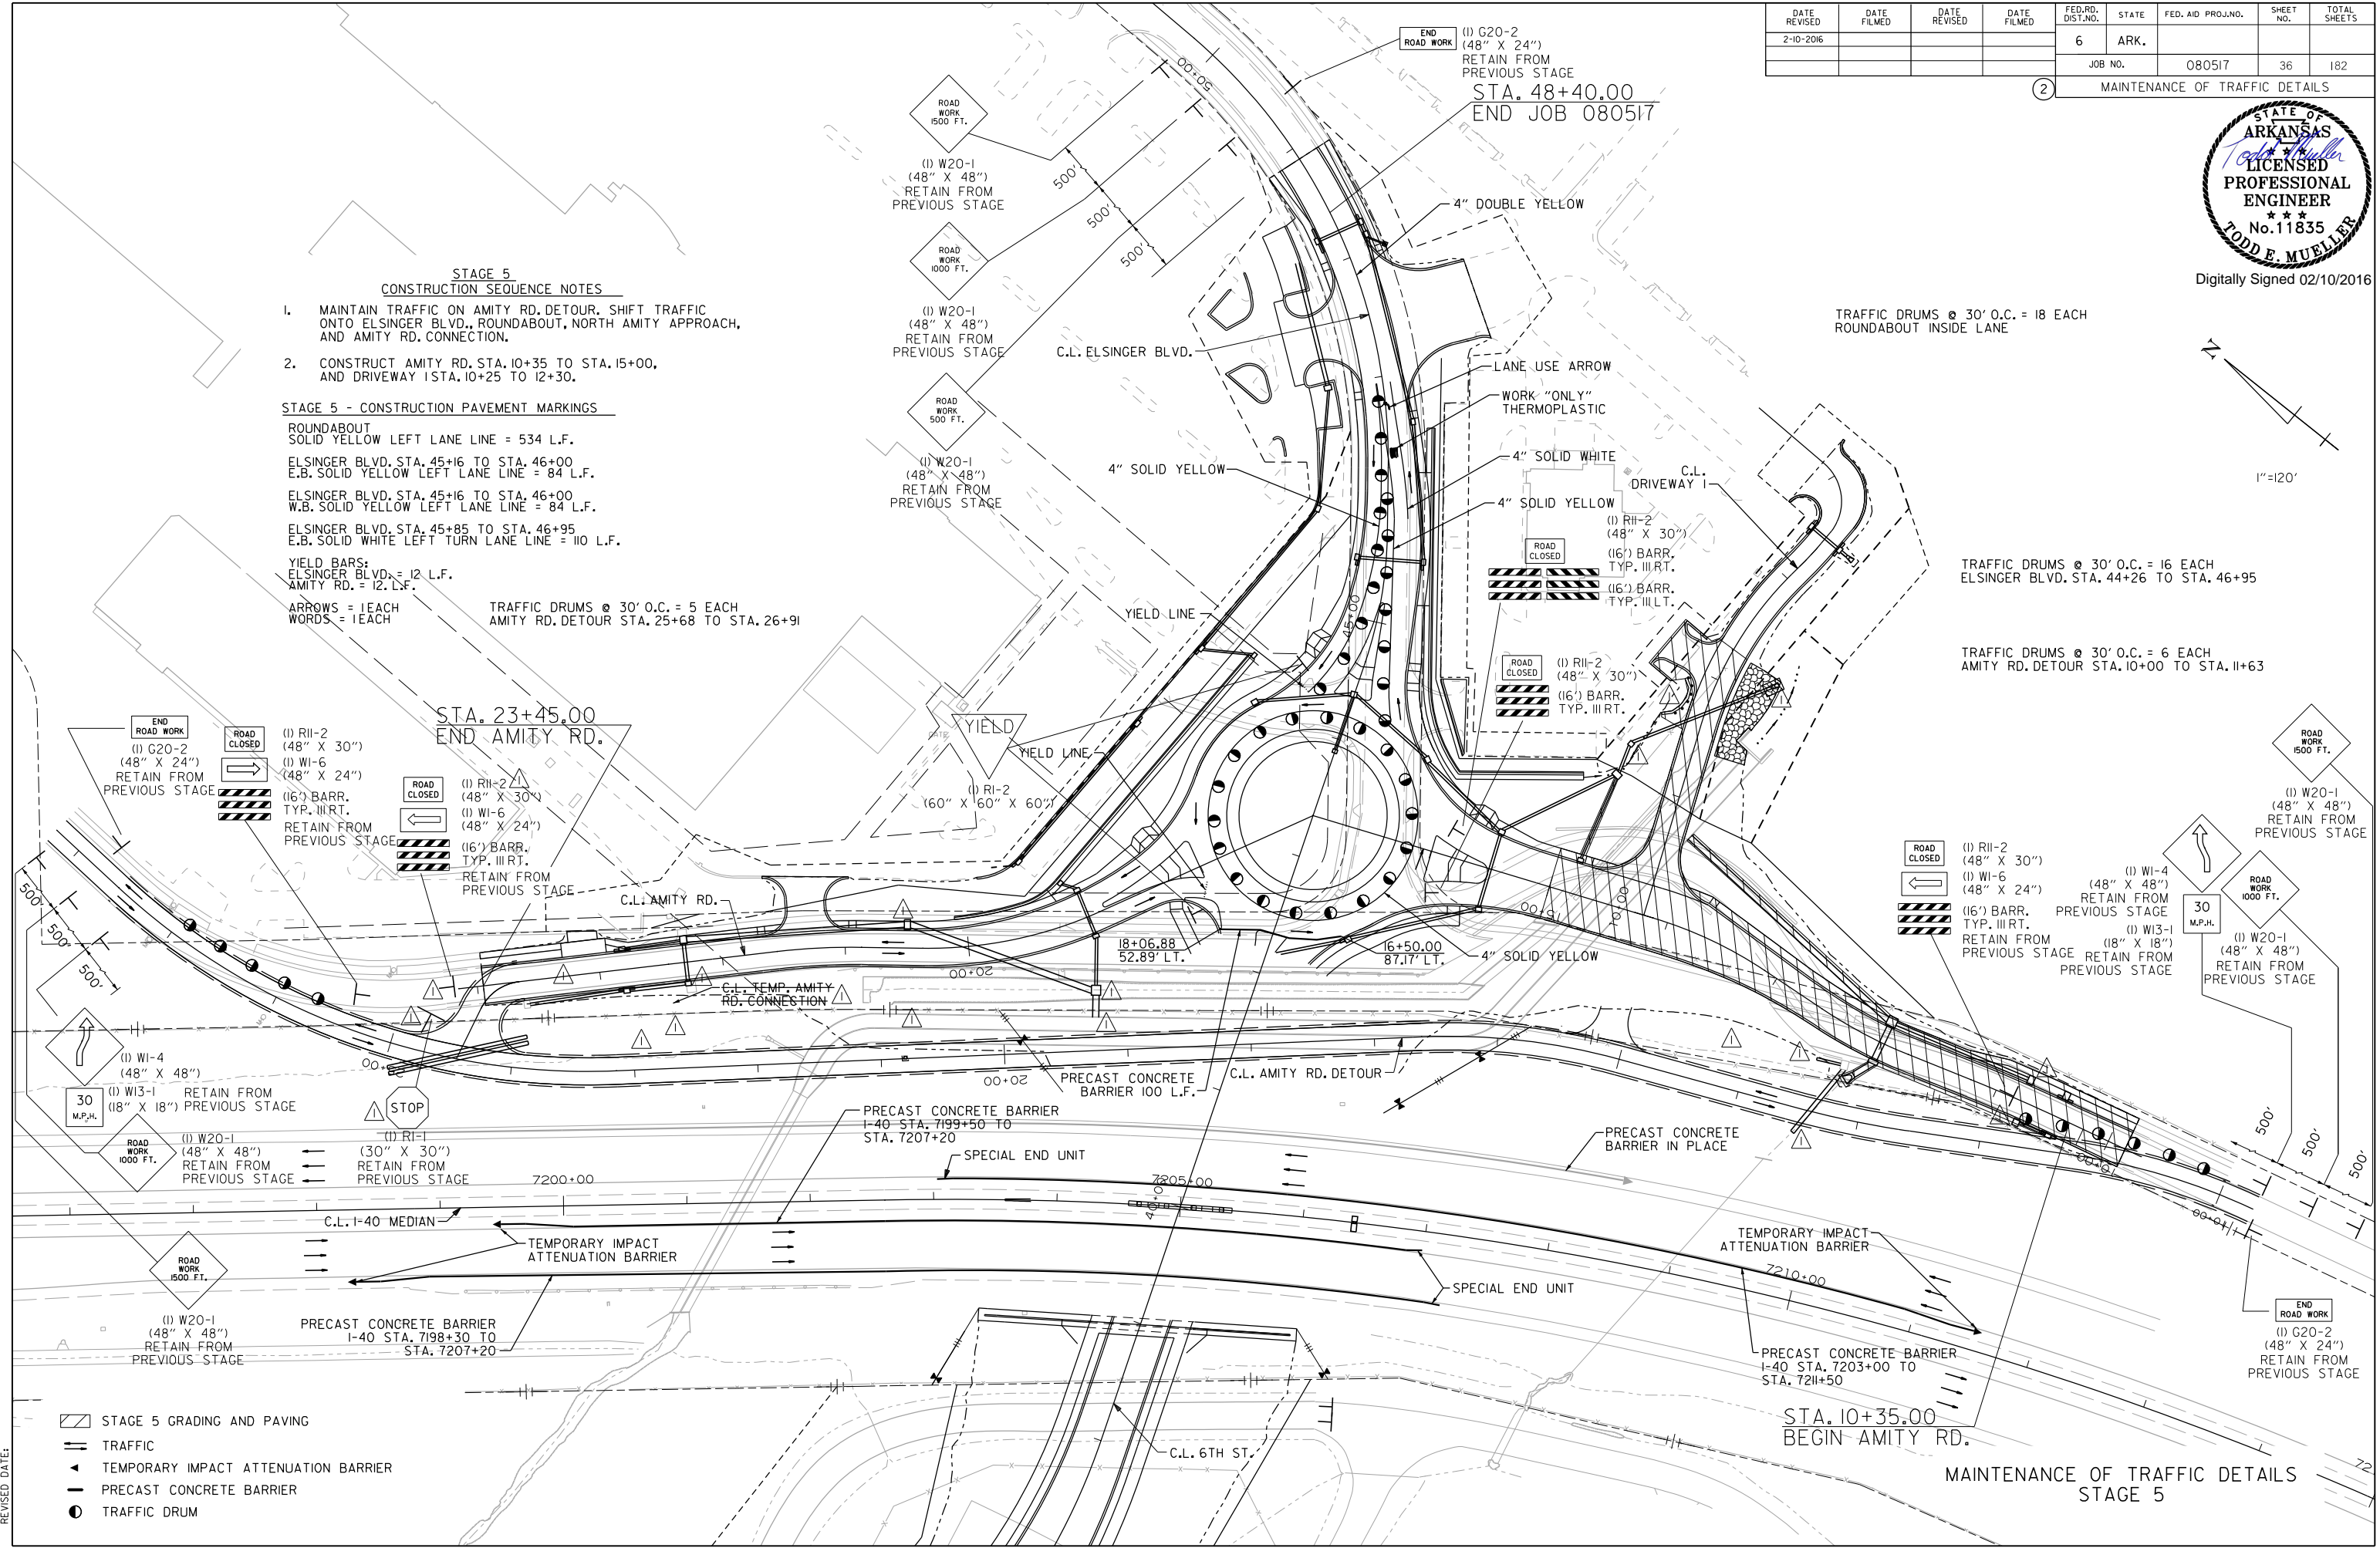 DATE REVISED
DATE FILMED
DATE REVISED
DATE FILMED
FED.RD. DIST.NO.
STATE
FED. AID PROJ.NO.
SHEET NO.
TOTAL SHEETS
2-10-2016
6
ARK.
JOB NO.
080517
36
182
2
MAINTENANCE OF TRAFFIC DETAILS
STATE OF
ARKANSAS
Todd Mueller
LICENSED
PROFESSIONAL
ENGINEER
No.11835
TODD E. MUELLER
Digitally Signed 02/10/2016
END
ROAD WORK
(1) G20-2
(48" X 24")
RETAIN FROM
PREVIOUS STAGE
STA. 48+40.00
END JOB 080517
50+00
ROAD
WORK
1500 FT.
(1) W20-1
(48" X 48")
RETAIN FROM
PREVIOUS STAGE
500'
500'
500'
ROAD
WORK
1000 FT.
(1) W20-1
(48" X 48")
RETAIN FROM
PREVIOUS STAGE
ROAD
WORK
500 FT.
(1) W20-1
(48" X 48")
RETAIN FROM
PREVIOUS STAGE
STAGE 5
CONSTRUCTION SEQUENCE NOTES
1. MAINTAIN TRAFFIC ON AMITY RD. DETOUR. SHIFT TRAFFIC
ONTO ELSINGER BLVD., ROUNDABOUT, NORTH AMITY APPROACH,
AND AMITY RD. CONNECTION.
2. CONSTRUCT AMITY RD. STA. 10+35 TO STA. 15+00,
AND DRIVEWAY 1 STA. 10+25 TO 12+30.
STAGE 5 - CONSTRUCTION PAVEMENT MARKINGS
ROUNDABOUT
SOLID YELLOW LEFT LANE LINE = 534 L.F.
ELSINGER BLVD. STA. 45+16 TO STA. 46+00
E.B. SOLID YELLOW LEFT LANE LINE = 84 L.F.
ELSINGER BLVD. STA. 45+16 TO STA. 46+00
W.B. SOLID YELLOW LEFT LANE LINE = 84 L.F.
ELSINGER BLVD. STA. 45+85 TO STA. 46+95
E.B. SOLID WHITE LEFT TURN LANE LINE = 110 L.F.
YIELD BARS:
ELSINGER BLVD. = 12 L.F.
AMITY RD. = 12. L.F.
ARROWS = 1 EACH
WORDS = 1 EACH
TRAFFIC DRUMS @ 30' O.C. = 5 EACH
AMITY RD. DETOUR STA. 25+68 TO STA. 26+91
4" DOUBLE YELLOW
C.L. ELSINGER BLVD.
LANE USE ARROW
WORK "ONLY"
THERMOPLASTIC
4" SOLID YELLOW
4" SOLID WHITE
4" SOLID YELLOW
C.L.
DRIVEWAY 1
TRAFFIC DRUMS @ 30' O.C. = 18 EACH
ROUNDABOUT INSIDE LANE
N
1"=120'
TRAFFIC DRUMS @ 30' O.C. = 16 EACH
ELSINGER BLVD. STA. 44+26 TO STA. 46+95
TRAFFIC DRUMS @ 30' O.C. = 6 EACH
AMITY RD. DETOUR STA. 10+00 TO STA. 11+63
ROAD
CLOSED
(1) R11-2
(48" X 30")
(16') BARR.
TYP. III RT.
(16') BARR.
TYP. III LT.
ROAD
CLOSED
(1) R11-2
(48" X 30")
(16') BARR.
TYP. III RT.
YIELD LINE
45+00
YIELD
YIELD LINE
(1) R1-2
(60" X 60" X 60")
STA. 23+45.00
END AMITY RD.
END
ROAD WORK
(1) G20-2
(48" X 24")
RETAIN FROM
PREVIOUS STAGE
ROAD
CLOSED
(1) R11-2
(48" X 30")
(1) W1-6
(48" X 24")
(16') BARR.
TYP. III RT.
RETAIN FROM
PREVIOUS STAGE
ROAD
CLOSED
(1) R11-2
(48" X 30")
(1) W1-6
(48" X 24")
(16') BARR.
TYP. III RT.
RETAIN FROM
PREVIOUS STAGE
C.L. AMITY RD.
500'
500'
500'
18+06.88
52.89' LT.
16+50.00
87.17' LT.
4" SOLID YELLOW
15+00
10+00
20+00
C.L. TEMP. AMITY
RD. CONNECTION
(1) W1-4
(48" X 48")
(1) W13-1
(18" X 18")
RETAIN FROM
PREVIOUS STAGE
30
M.P.H.
STOP
(1) R1-1
(30" X 30")
RETAIN FROM
PREVIOUS STAGE
ROAD
WORK
1000 FT.
(1) W20-1
(48" X 48")
RETAIN FROM
PREVIOUS STAGE
ROAD
WORK
1500 FT.
(1) W20-1
(48" X 48")
RETAIN FROM
PREVIOUS STAGE
20+00
PRECAST CONCRETE
BARRIER 100 L.F.
C.L. AMITY RD. DETOUR
PRECAST CONCRETE BARRIER
I-40 STA. 7199+50 TO
STA. 7207+20
SPECIAL END UNIT
7200+00
7205+00
PRECAST CONCRETE
BARRIER IN PLACE
C.L. I-40 MEDIAN
TEMPORARY IMPACT
ATTENUATION BARRIER
PRECAST CONCRETE BARRIER
I-40 STA. 7198+30 TO
STA. 7207+20
SPECIAL END UNIT
TEMPORARY IMPACT
ATTENUATION BARRIER
7210+00
PRECAST CONCRETE BARRIER
I-40 STA. 7203+00 TO
STA. 7211+50
C.L. 6TH ST.
STA. 10+35.00
BEGIN AMITY RD.
ROAD
CLOSED
(1) R11-2
(48" X 30")
(1) W1-6
(48" X 24")
(16') BARR.
TYP. III RT.
RETAIN FROM
PREVIOUS STAGE
(1) W1-4
(48" X 48")
RETAIN FROM
PREVIOUS STAGE
30
M.P.H.
(1) W13-1
(18" X 18")
RETAIN FROM
PREVIOUS STAGE
ROAD
WORK
1500 FT.
(1) W20-1
(48" X 48")
RETAIN FROM
PREVIOUS STAGE
ROAD
WORK
1000 FT.
(1) W20-1
(48" X 48")
RETAIN FROM
PREVIOUS STAGE
500'
500'
500'
END
ROAD WORK
(1) G20-2
(48" X 24")
RETAIN FROM
PREVIOUS STAGE
STAGE 5 GRADING AND PAVING
TRAFFIC
TEMPORARY IMPACT ATTENUATION BARRIER
PRECAST CONCRETE BARRIER
TRAFFIC DRUM
REVISED DATE:
MAINTENANCE OF TRAFFIC DETAILS
STAGE 5